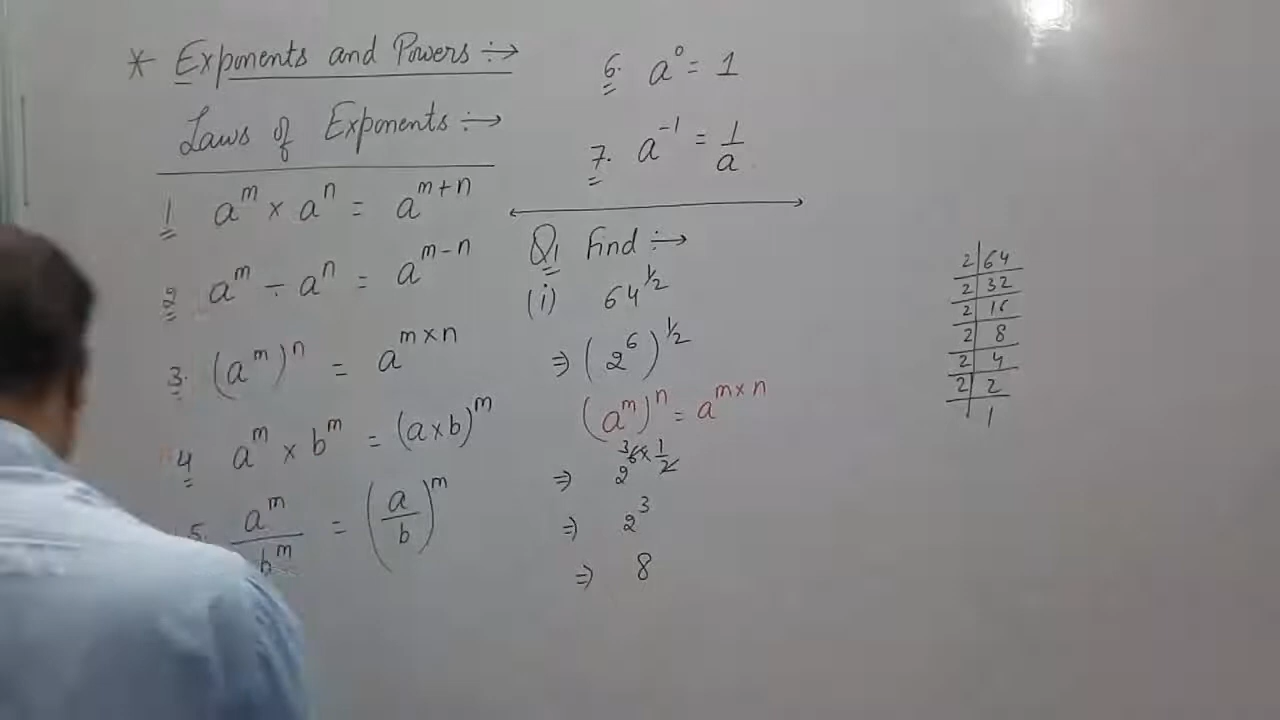 * Exponents and Powers :→
Laws of Exponents :→
1 a^m × a^n = a^(m+n)
2 a^m ÷ a^n = a^(m-n)
3. (a^m)^n = a^(m×n)
4 a^m × b^m = (a×b)^m
5. a^m/b^m = (a/b)^m
6. a^0 = 1
7. a^-1 = 1/a
Q1 Find :→
(i) 64^1/2
⇒ (2^6)^1/2
(a^m)^n = a^(m×n)
⇒ 2^(6×1/2) 3
⇒ 2^3
⇒ 8
2 | 64
2 | 32
2 | 16
2 | 8
2 | 4
2 | 2
| 1